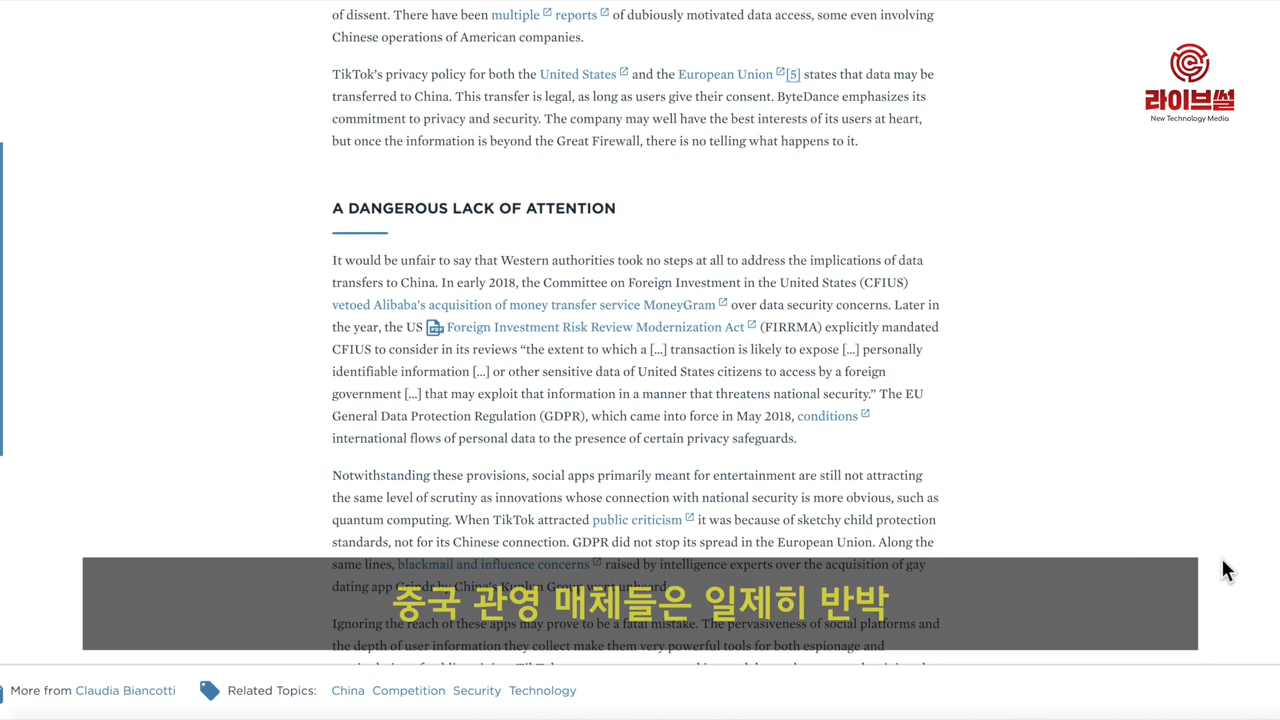 of dissent. There have been multiple reports of dubiously motivated data access, some even involving
Chinese operations of American companies.
TikTok’s privacy policy for both the United States and the European Union [5] states that data may be
transferred to China. This transfer is legal, as long as users give their consent. ByteDance emphasizes its
commitment to privacy and security. The company may well have the best interests of its users at heart,
but once the information is beyond the Great Firewall, there is no telling what happens to it.
라이브썰
New Technology Media
A DANGEROUS LACK OF ATTENTION
It would be unfair to say that Western authorities took no steps at all to address the implications of data
transfers to China. In early 2018, the Committee on Foreign Investment in the United States (CFIUS)
vetoed Alibaba’s acquisition of money transfer service MoneyGram over data security concerns. Later in
the year, the US PDF Foreign Investment Risk Review Modernization Act (FIRRMA) explicitly mandated
CFIUS to consider in its reviews “the extent to which a [...] transaction is likely to expose [...] personally
identifiable information [...] or other sensitive data of United States citizens to access by a foreign
government [...] that may exploit that information in a manner that threatens national security.” The EU
General Data Protection Regulation (GDPR), which came into force in May 2018, conditions
international flows of personal data to the presence of certain privacy safeguards.
Notwithstanding these provisions, social apps primarily meant for entertainment are still not attracting
the same level of scrutiny as innovations whose connection with national security is more obvious, such as
quantum computing. When TikTok attracted public criticism it was because of sketchy child protection
standards, not for its Chinese connection. GDPR did not stop its spread in the European Union. Along the
same lines, blackmail and influence concerns raised by intelligence experts over the acquisition of gay
dating app Grindr by China’s Kunlun Group went unheard
중국 관영 매체들은 일제히 반박
Ignoring the reach of these apps may prove to be a fatal mistake. The pervasiveness of social platforms and
the depth of user information they collect make them very powerful tools for both espionage and
More from Claudia Biancotti
Related Topics: China Competition Security Technology